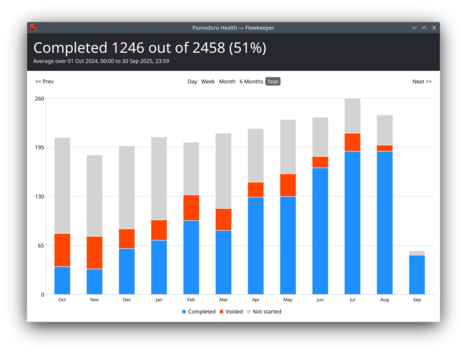 Pomodoro Health — Flowkeeper
Completed 1246 out of 2458 (51%)
Average over 01 Oct 2024, 00:00 to 30 Sep 2025, 23:59
<< Prev Day Week Month 6 Months Year Next >>
260
195
130
65
0
Oct Nov Dec Jan Feb Mar Apr May Jun Jul Aug Sep
Completed Voided Not started